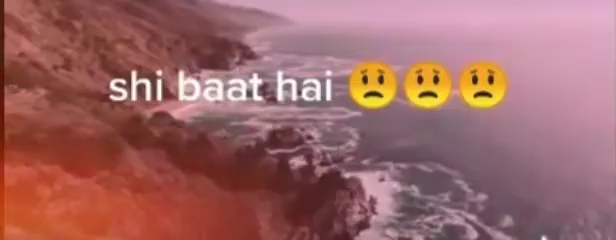 shi baat hai 😟😟😟